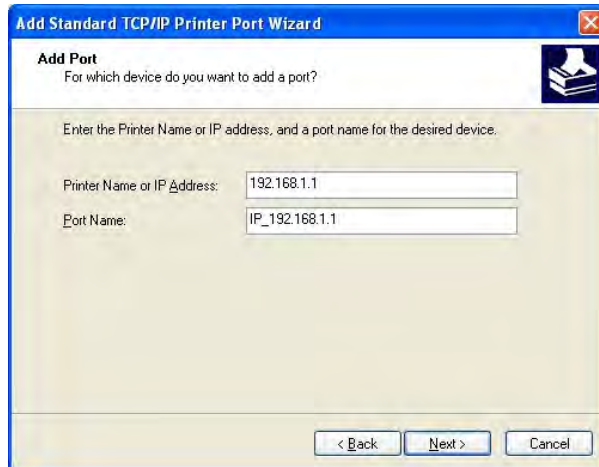 Add Standard TCP/IP Printer Port Wizard
Add Port
For which device do you want to add a port?
Enter the Printer Name or IP address, and a port name for the desired device.
Printer Name or IP Address: 192.168.1.1
Port Name: IP_192.168.1.1
< Back Next > Cancel